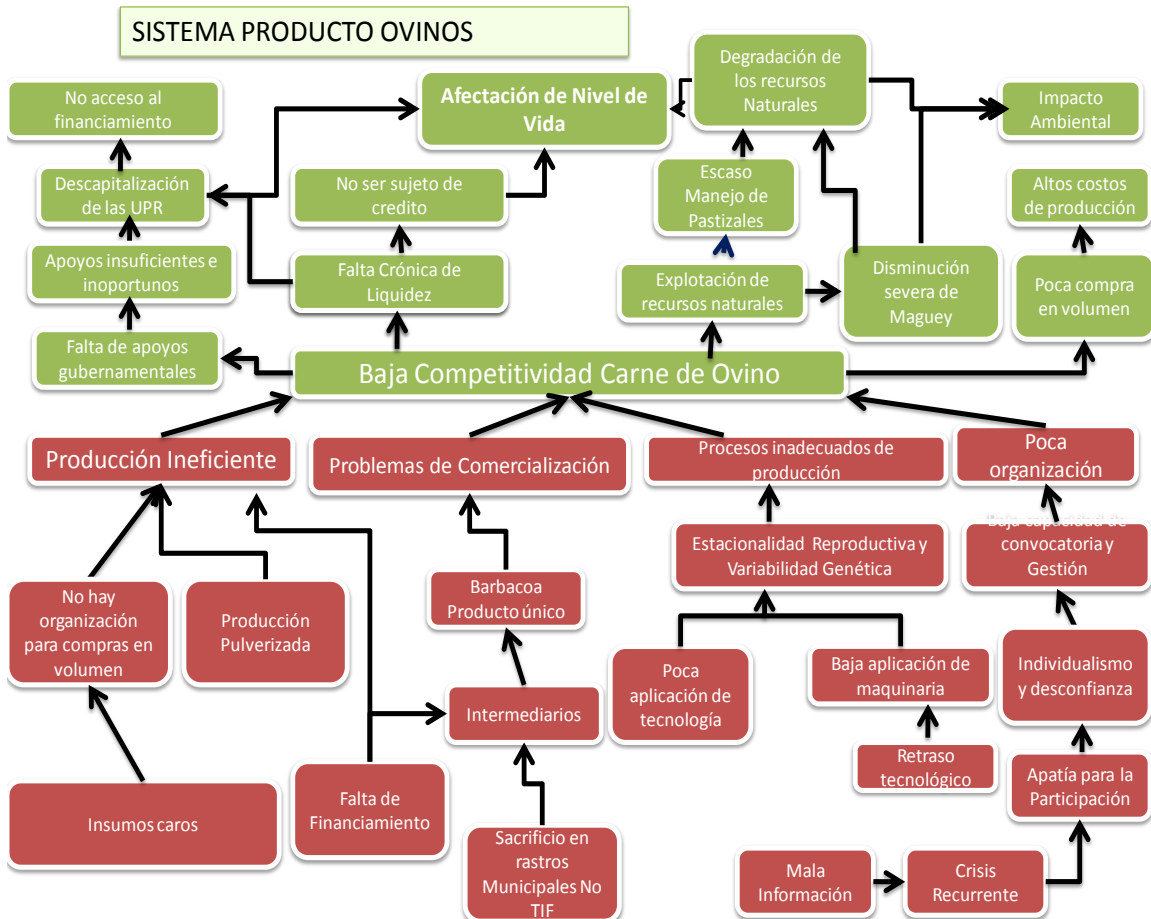 SISTEMA PRODUCTO OVINOS
No acceso al
financiamiento
Afectación de Nivel de
Vida
Degradación de
los recursos
Naturales
Impacto
Ambiental
Descapitalización
de las UPR
No ser sujeto de
credito
Escaso
Manejo de
Pastizales
Altos costos
de producción
Apoyos insuficientes e
inoportunos
Falta Crónica de
Liquidez
Explotación de
recursos naturales
Disminución
severa de
Maguey
Poca compra
en volumen
Falta de apoyos
gubernamentales
Baja Competitividad Carne de Ovino
Producción Ineficiente
Problemas de Comercialización
Procesos inadecuados de
producción
Poca
organización
Estacionalidad Reproductiva y
Variabilidad Genética
Baja capacidad de
convocatoria y
Gestión
No hay
organización
para compras en
volumen
Producción
Pulverizada
Barbacoa
Producto único
Poca
aplicación de
tecnología
Baja aplicación de
maquinaria
Individualismo
y desconfianza
Intermediarios
Retraso
tecnológico
Apatía para la
Participación
Insumos caros
Falta de
Financiamiento
Sacrificio en
rastros
Municipales No
TIF
Mala
Información
Crisis
Recurrente